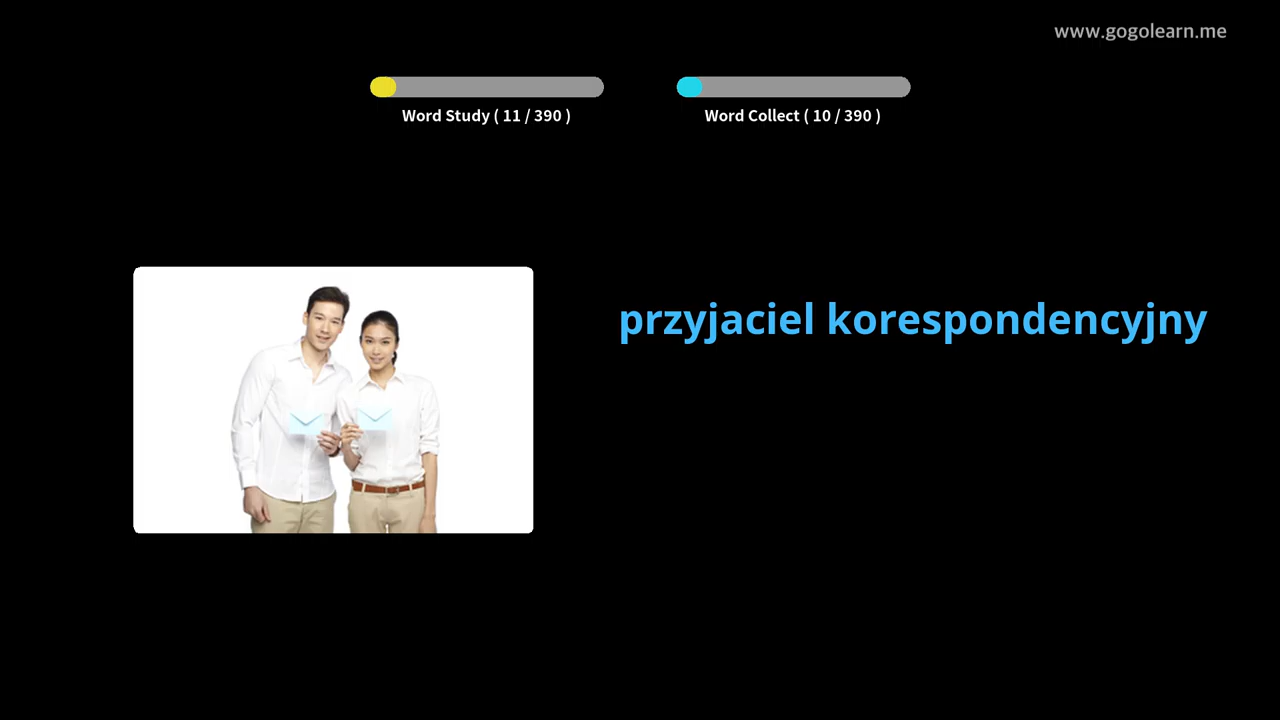 www.gogolearn.me
Word Study ( 11 / 390 )
Word Collect ( 10 / 390 )
przyjaciel korespondencyjny